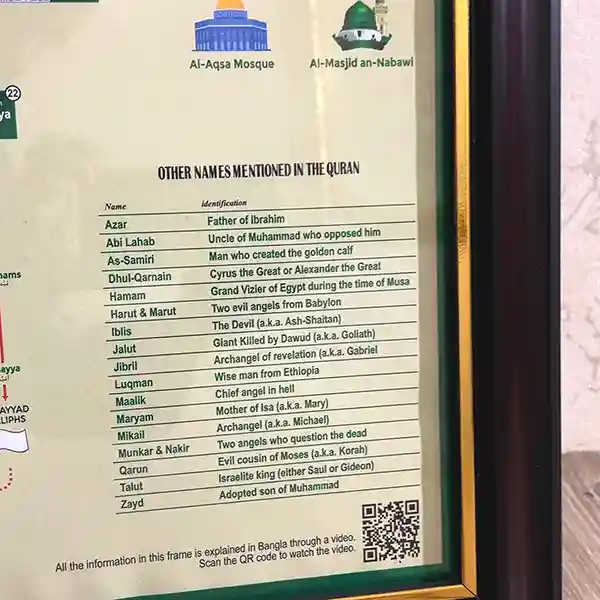 Al-Aqsa Mosque
Al-Masjid an-Nabawi
22
ya
OTHER NAMES MENTIONED IN THE QURAN
Name identification
Azar Father of Ibrahim
Abi Lahab Uncle of Muhammad who opposed him
As-Samiri Man who created the golden calf
Dhul-Qarnain Cyrus the Great or Alexander the Great
Hamam Grand Vizier of Egypt during the time of Musa
Harut & Marut Two evil angels from Babylon
Iblis The Devil (a.k.a. Ash-Shaitan)
Jalut Giant Killed by Dawud (a.k.a. Goliath)
Jibril Archangel of revelation (a.k.a. Gabriel
Luqman Wise man from Ethiopia
Maalik Chief angel in hell
Maryam Mother of Isa (a.k.a. Mary)
Mikail Archangel (a.k.a. Michael)
Munkar & Nakir Two angels who question the dead
Qarun Evil cousin of Moses (a.k.a. Korah)
Talut Israelite king (either Saul or Gideon)
Zayd Adopted son of Muhammad
hams
ayya
AYYAD
LIPHS
All the information in this frame is explained in Bangla through a video.
Scan the QR code to watch the video.